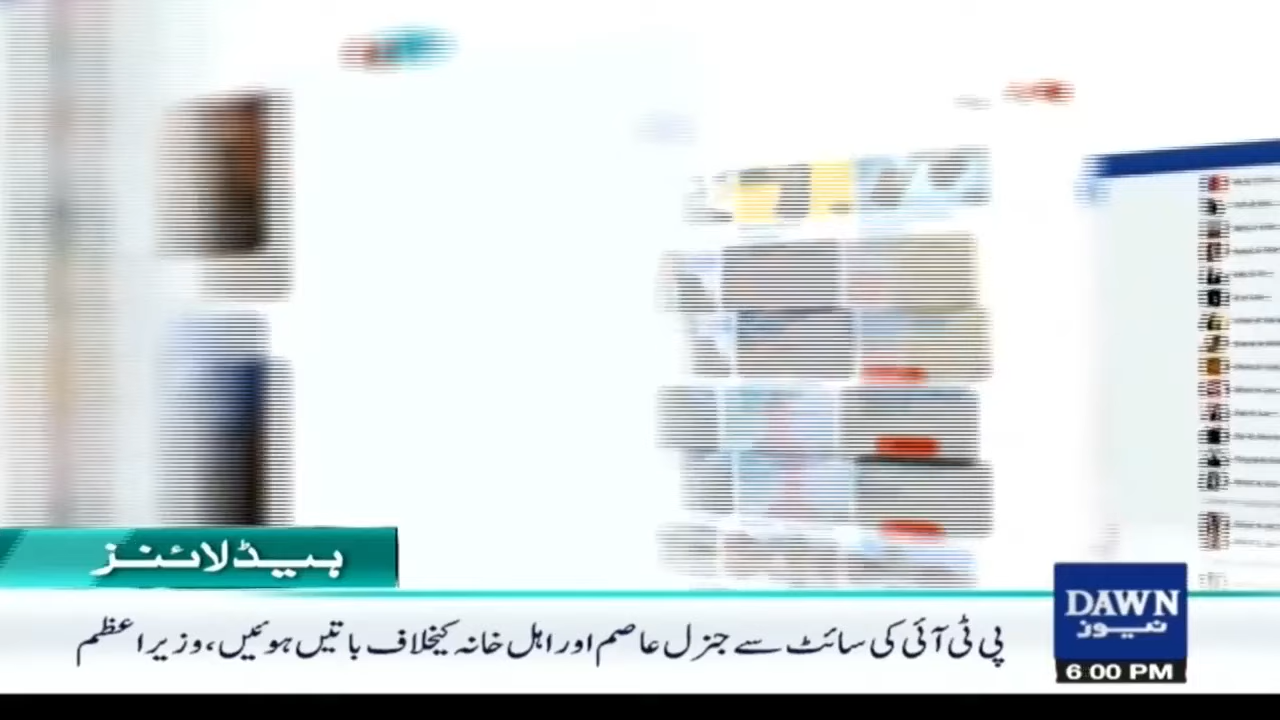 ہیڈلائنز
پی ٹی آئی کی سائٹ سے جنرل عاصم اور اہل خانہ کیخلاف باتیں ہوئیں، وزیراعظم
DAWN
نیوز
6:00 PM